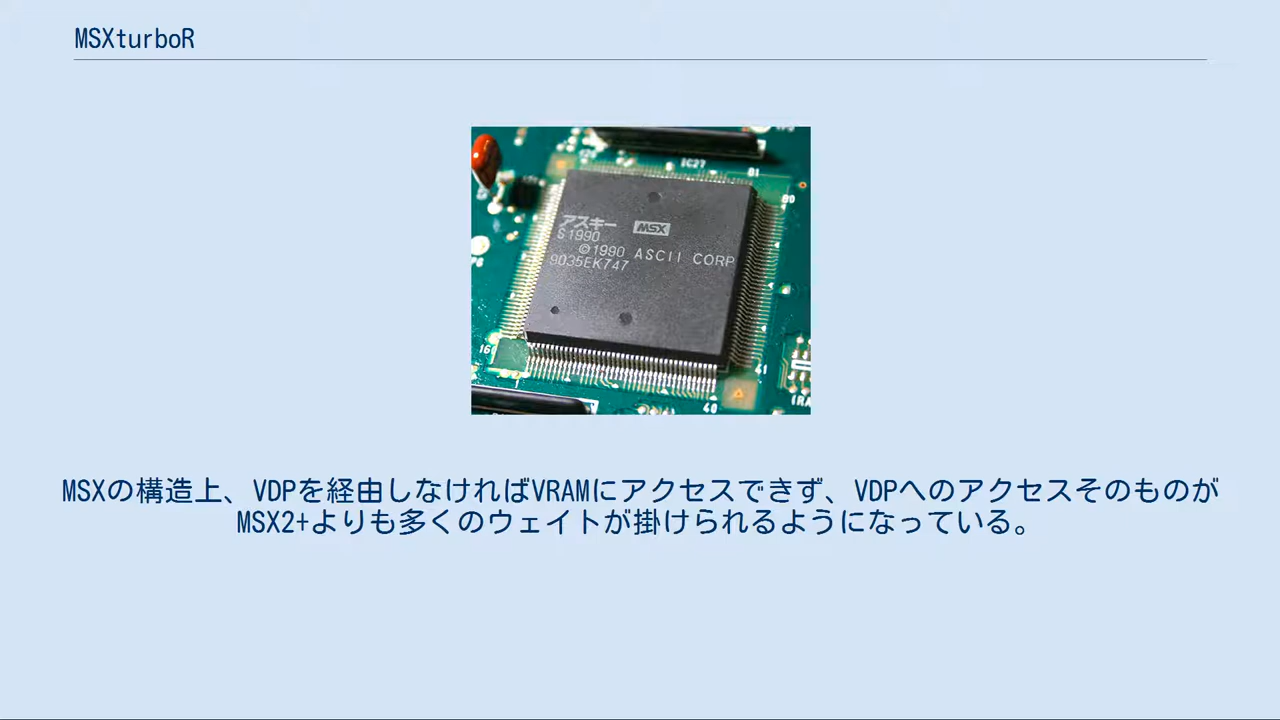 MSXturboR
IC27
81
80
アスキー MSX
S1990
©1990 ASCII CORP
9035EK747
41
40
MSXの構造上、VDPを経由しなければVRAMにアクセスできず、VDPへのアクセスそのものが
MSX2+よりも多くのウェイトが掛けられるようになっている。